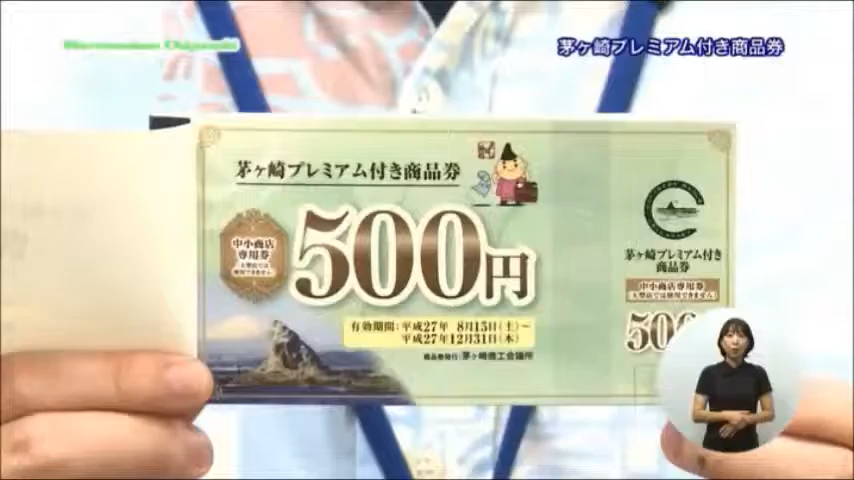 茅ヶ崎プレミアム付き商品券
茅ヶ崎プレミアム付き商品券
中小商店
専用券
500円
有効期間：平成27年 8月15日(土)～
平成27年12月31日(木)
商品券発行：茅ヶ崎商工会議所
茅ヶ崎プレミアム付き
商品券
中小商店専用券
(大型店では使用できません)